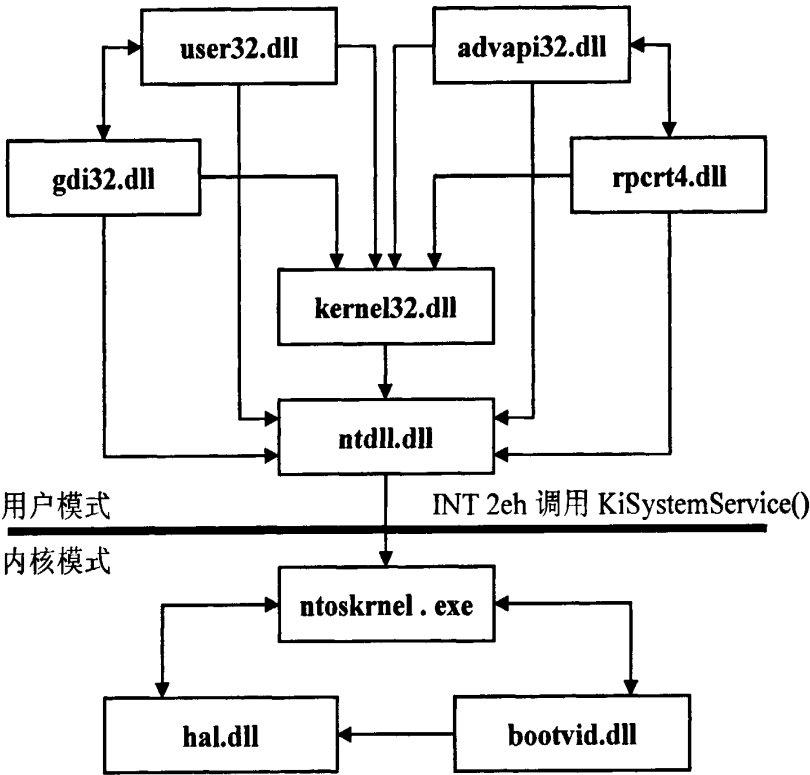 user32.dll
advapi32.dll
gdi32.dll
rpcrt4.dll
kernel32.dll
ntdll.dll
用户模式
INT 2eh 调用 KiSystemService()
内核模式
ntoskrnel . exe
hal.dll
bootvid.dll